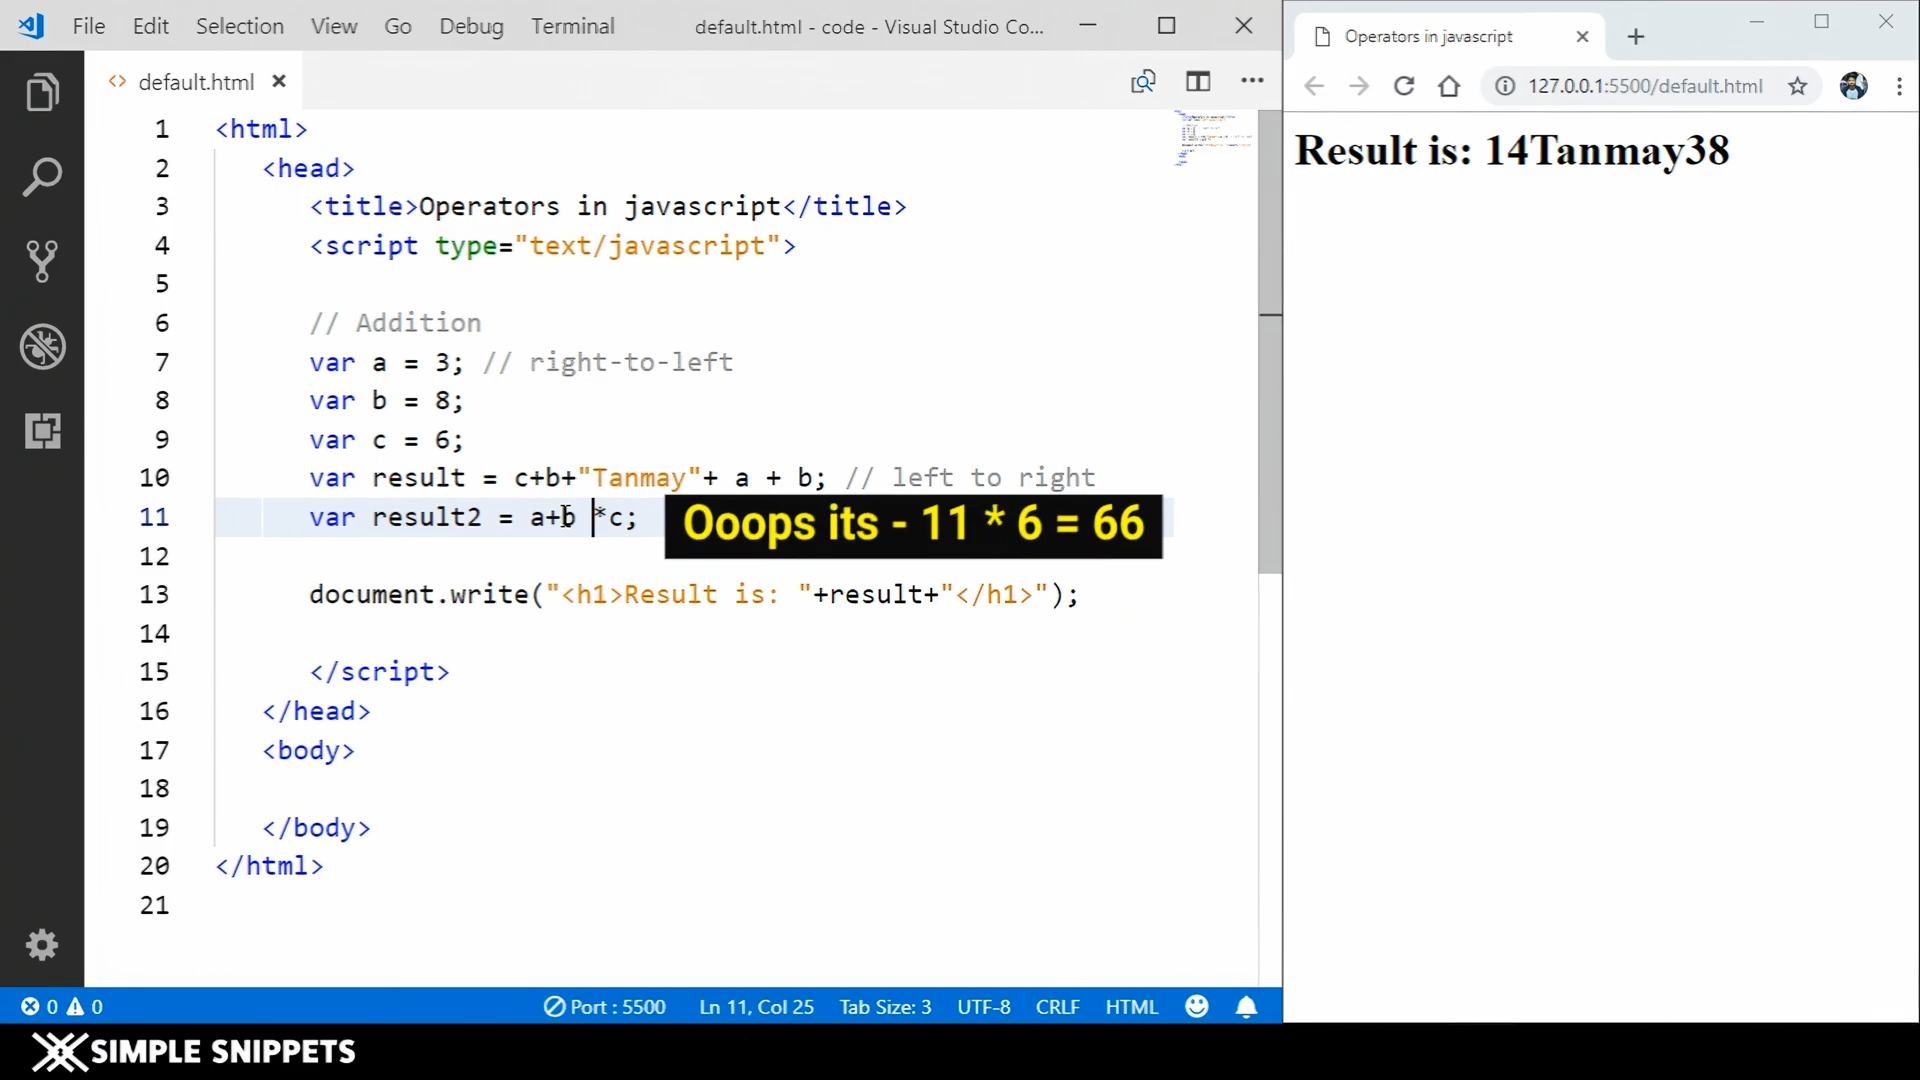 File Edit Selection View Go Debug Terminal default.html - code - Visual Studio Co...
default.html
1 <html>
2 <head>
3 <title>Operators in javascript</title>
4 <script type="text/javascript">
5
6 // Addition
7 var a = 3; // right-to-left
8 var b = 8;
9 var c = 6;
10 var result = c+b+"Tanmay"+ a + b; // left to right
11 var result2 = a+b *c;
Ooops its - 11 * 6 = 66
12
13 document.write("<h1>Result is: "+result+"</h1>");
14
15 </script>
16 </head>
17 <body>
18
19 </body>
20 </html>
21
0 0 Port : 5500 Ln 11, Col 25 Tab Size: 3 UTF-8 CRLF HTML
Operators in javascript
127.0.0.1:5500/default.html
Result is: 14Tanmay38
SIMPLE SNIPPETS